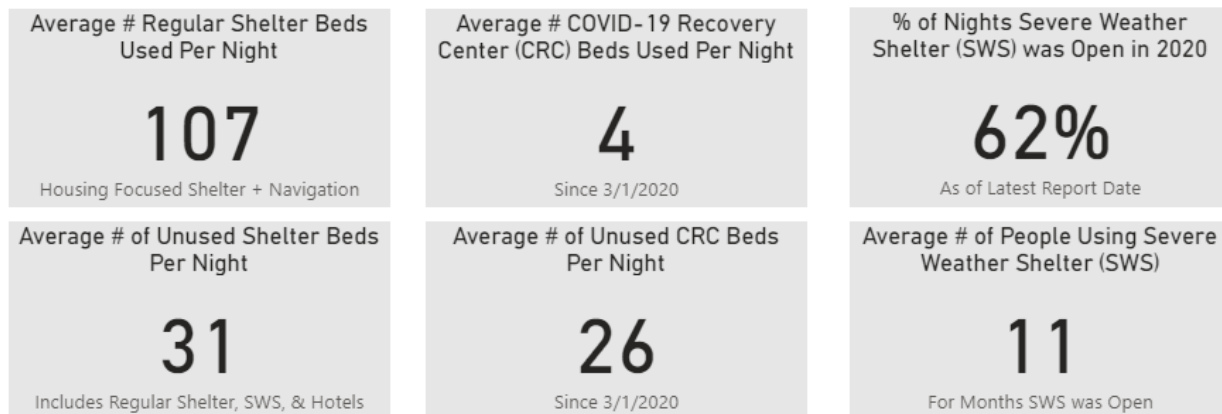 Average # Regular Shelter Beds
Used Per Night
107
Housing Focused Shelter + Navigation
Average # COVID-19 Recovery
Center (CRC) Beds Used Per Night
4
Since 3/1/2020
% of Nights Severe Weather
Shelter (SWS) was Open in 2020
62%
As of Latest Report Date
Average # of Unused Shelter Beds
Per Night
31
Includes Regular Shelter, SWS, & Hotels
Average # of Unused CRC Beds
Per Night
26
Since 3/1/2020
Average # of People Using Severe
Weather Shelter (SWS)
11
For Months SWS was Open